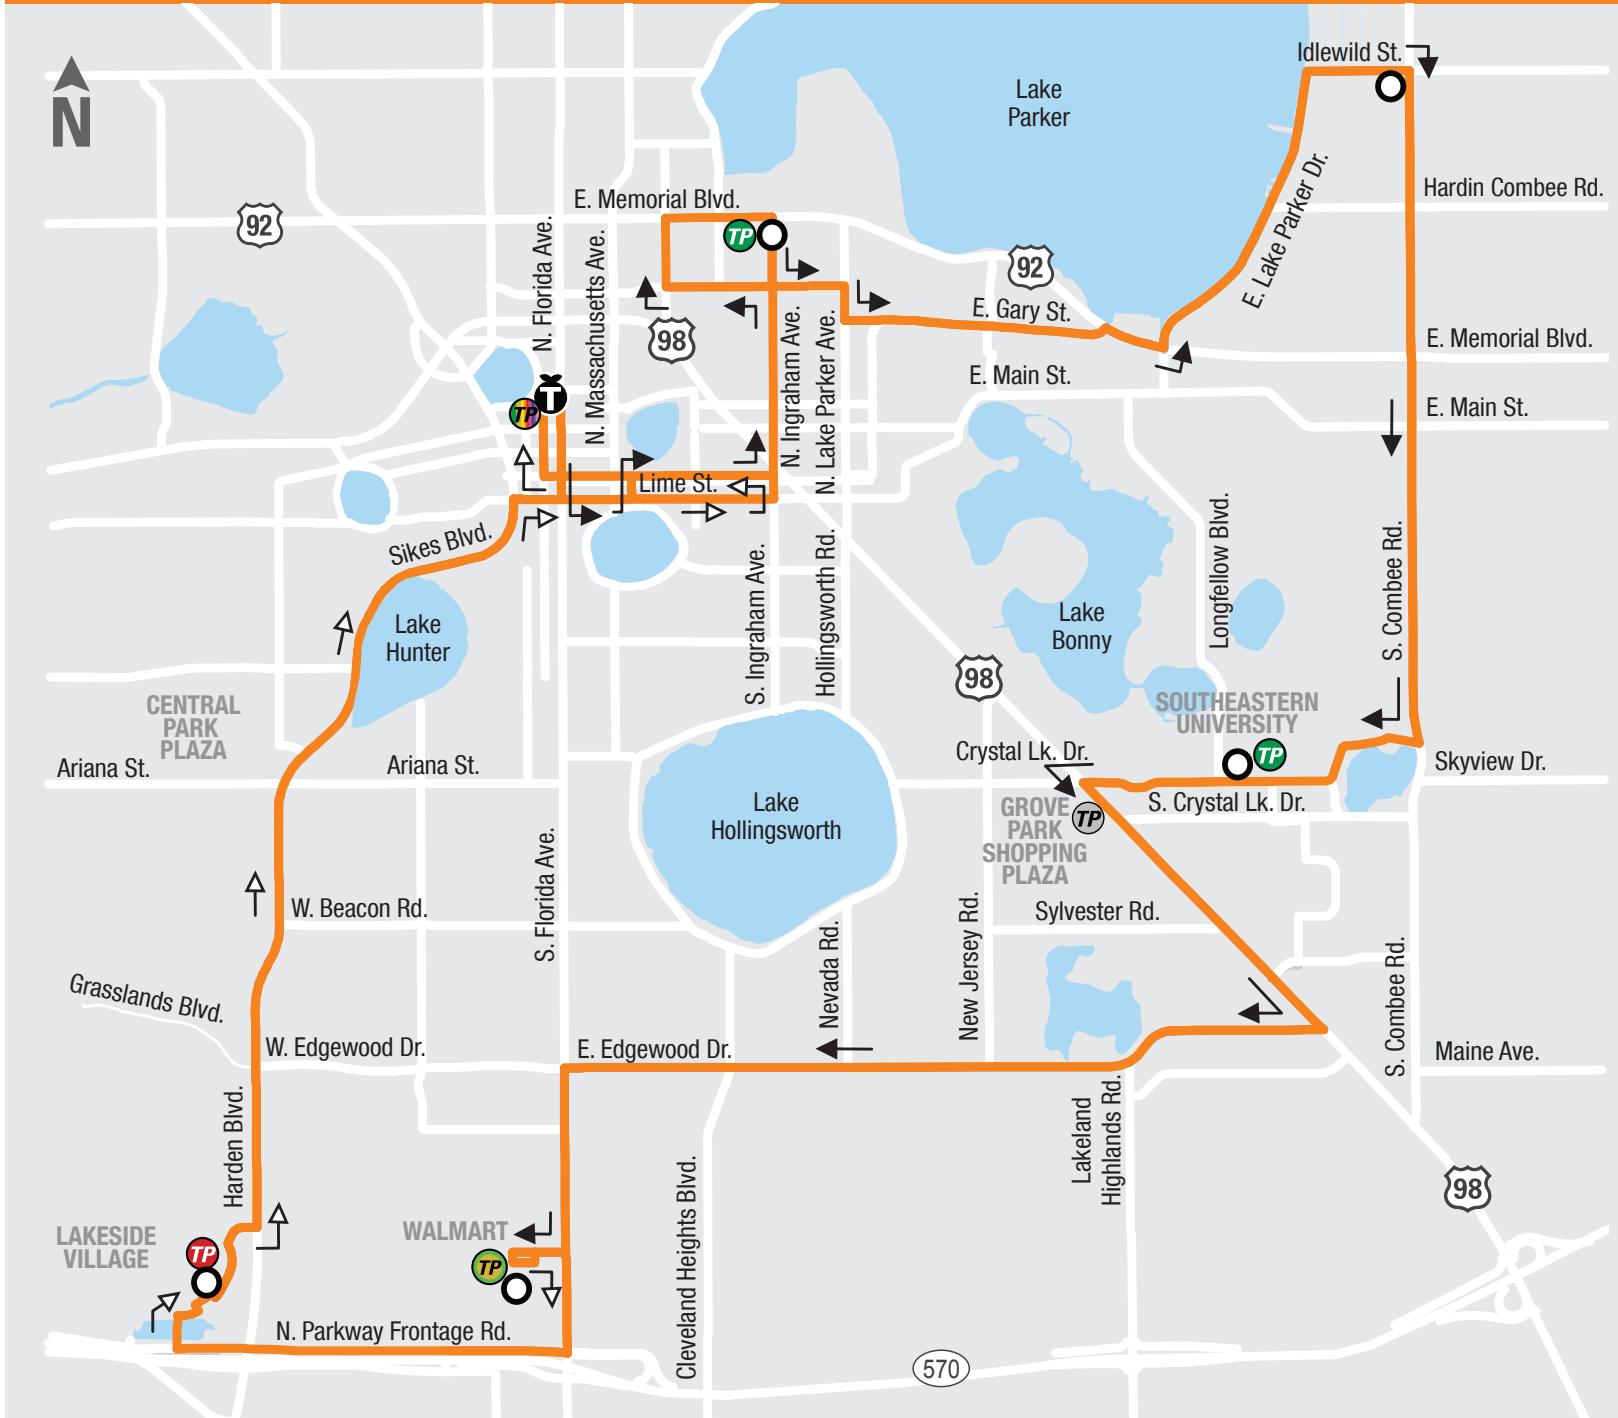 Idlewild St.
N
Lake
Parker
Hardin Combee Rd.
E. Memorial Blvd.
92
TP
N. Florida Ave.
N. Massachusetts Ave.
92
E. Lake Parker Dr.
E. Gary St.
98
N. Ingraham Ave.
N. Lake Parker Ave.
E. Memorial Blvd.
E. Main St.
E. Main St.
T
TP
Lime St.
Sikes Blvd.
S. Ingraham Ave.
Hollingsworth Rd.
Longfellow Blvd.
S. Combee Rd.
Lake
Hunter
Lake
Bonny
98
CENTRAL
PARK
PLAZA
SOUTHEASTERN
UNIVERSITY
TP
Ariana St.
Ariana St.
Crystal Lk. Dr.
Skyview Dr.
S. Crystal Lk. Dr.
Lake
Hollingsworth
GROVE
PARK
SHOPPING
PLAZA
TP
S. Florida Ave.
W. Beacon Rd.
Sylvester Rd.
Nevada Rd.
New Jersey Rd.
S. Combee Rd.
Grasslands Blvd.
W. Edgewood Dr.
E. Edgewood Dr.
Maine Ave.
Harden Blvd.
Lakeland
Highlands Rd.
Cleveland Heights Blvd.
98
LAKESIDE
VILLAGE
TP
WALMART
TP
N. Parkway Frontage Rd.
570